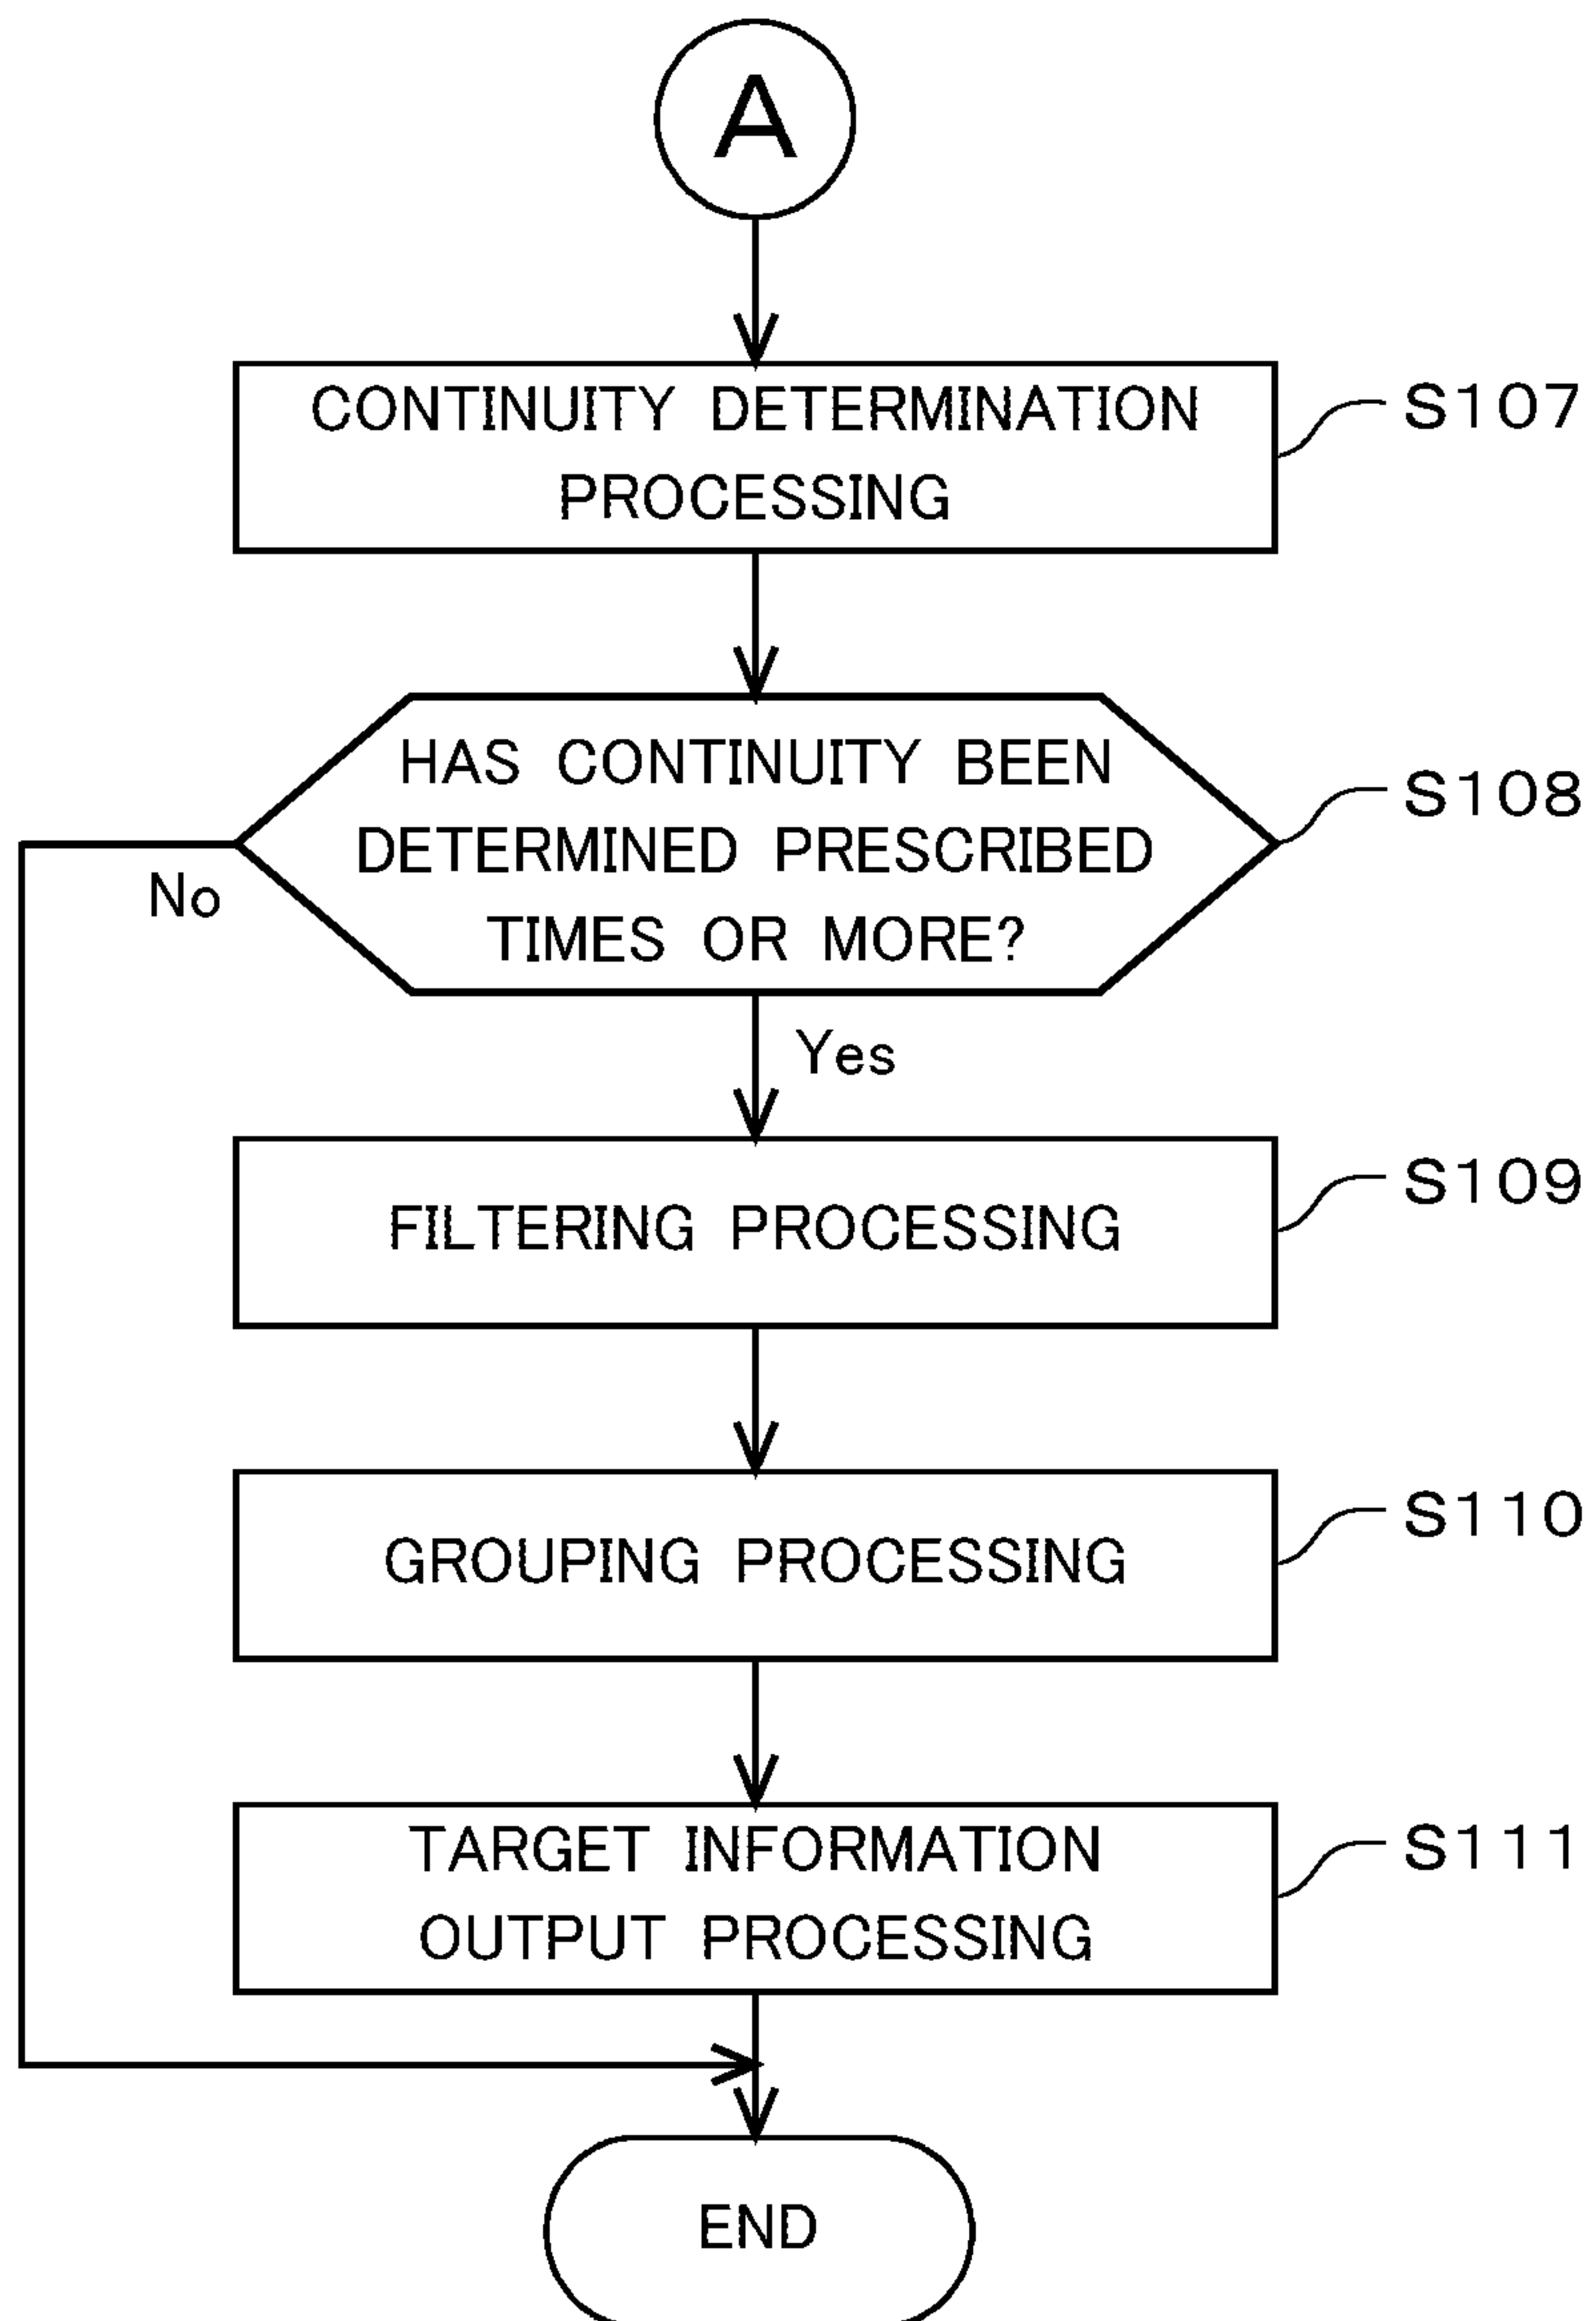 A
CONTINUITY DETERMINATION
PROCESSING
S107
HAS CONTINUITY BEEN
DETERMINED PRESCRIBED
TIMES OR MORE?
S108
No
Yes
FILTERING PROCESSING
S109
GROUPING PROCESSING
S110
TARGET INFORMATION
OUTPUT PROCESSING
S111
END